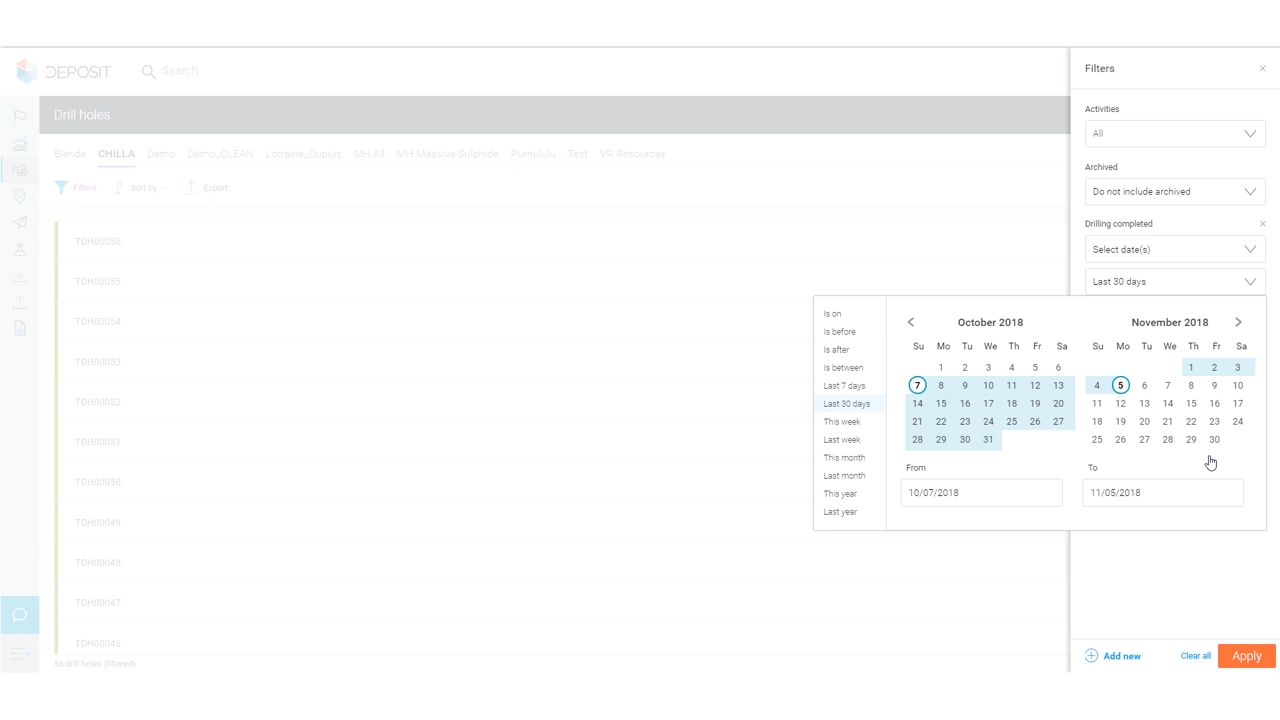 DEPOSIT
Search
Drill holes
Blende CHILLA Demo Demo_CLEAN Lorraine_Dupuis MH All MH Massive Sulphide Purnululu Test VR Resources
Filters Sort by Export
TDH00056
TDH00055
TDH00054
TDH00053
TDH00052
TDH00051
TDH00050
TDH00049
TDH00048
TDH00047
TDH00046
56 drill holes (filtered)
Filters
Activities
All
Archived
Do not include archived
Drilling completed
Select date(s)
Last 30 days
Is on
Is before
Is after
Is between
Last 7 days
Last 30 days
This week
Last week
This month
Last month
This year
Last year
October 2018
Su Mo Tu We Th Fr Sa
1 2 3 4 5 6
7 8 9 10 11 12 13
14 15 16 17 18 19 20
21 22 23 24 25 26 27
28 29 30 31
From
10/07/2018
November 2018
Su Mo Tu We Th Fr Sa
1 2 3
4 5 6 7 8 9 10
11 12 13 14 15 16 17
18 19 20 21 22 23 24
25 26 27 28 29 30
To
11/05/2018
Add new Clear all Apply